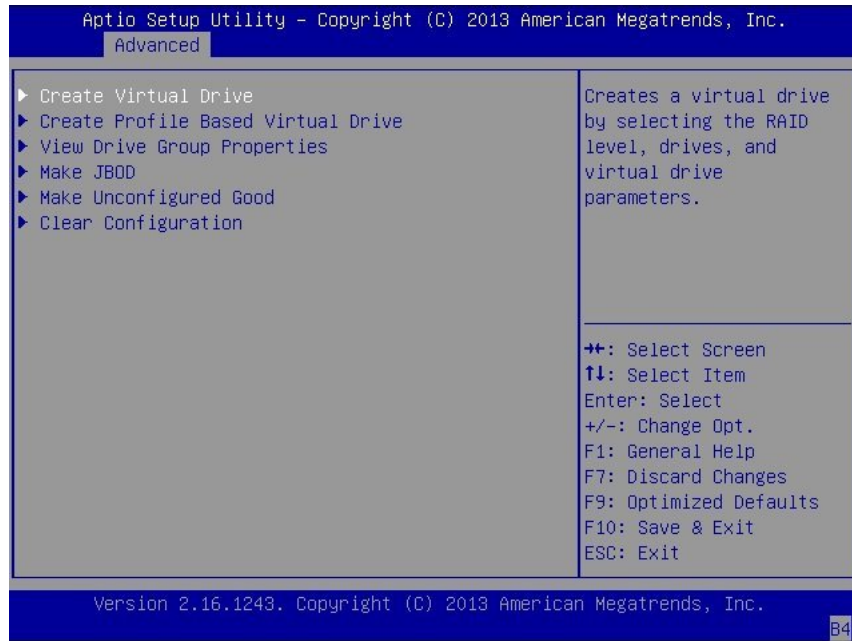 Aptio Setup Utility – Copyright (C) 2013 American Megatrends, Inc.
Advanced
▶ Create Virtual Drive
▶ Create Profile Based Virtual Drive
▶ View Drive Group Properties
▶ Make JBOD
▶ Make Unconfigured Good
▶ Clear Configuration
Creates a virtual drive
by selecting the RAID
level, drives, and
virtual drive
parameters.
→←: Select Screen
↑↓: Select Item
Enter: Select
+/-: Change Opt.
F1: General Help
F7: Discard Changes
F9: Optimized Defaults
F10: Save & Exit
ESC: Exit
Version 2.16.1243. Copyright (C) 2013 American Megatrends, Inc.
B4